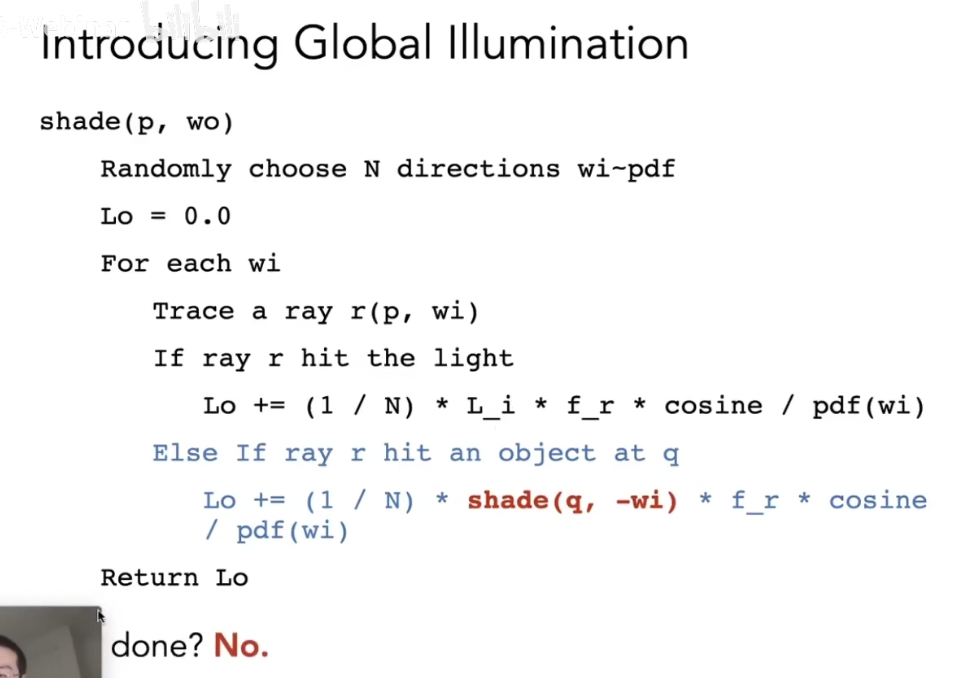 Introducing Global Illumination
shade(p, wo)
Randomly choose N directions wi~pdf
Lo = 0.0
For each wi
Trace a ray r(p, wi)
If ray r hit the light
Lo += (1 / N) * L_i * f_r * cosine / pdf(wi)
Else If ray r hit an object at q
Lo += (1 / N) * shade(q, -wi) * f_r * cosine
/ pdf(wi)
Return Lo
done? No.